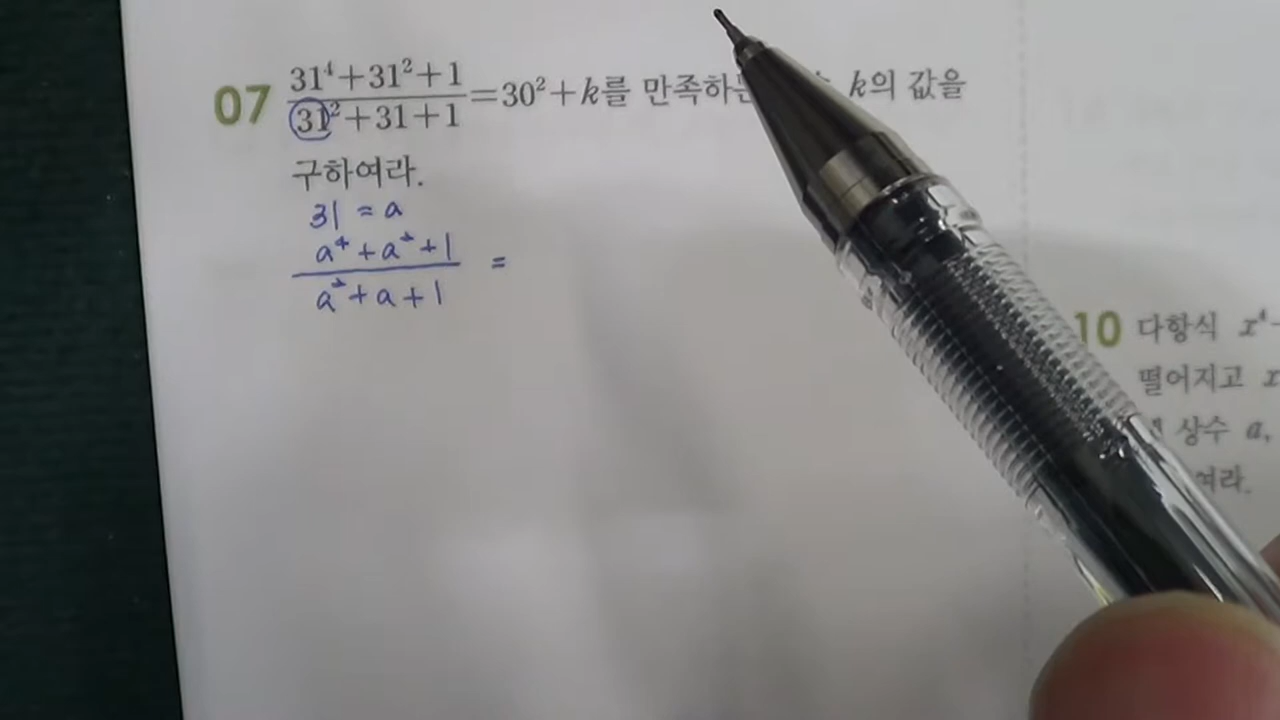 07 31⁴+31²+1 / 31²+31+1 =30²+k를 만족하는 k의 값을
구하여라.
31 = a
a⁴+a²+1 / a²+a+1 =
10 다항식 x⁴-
떨어지고 x
상수 a,
여라.